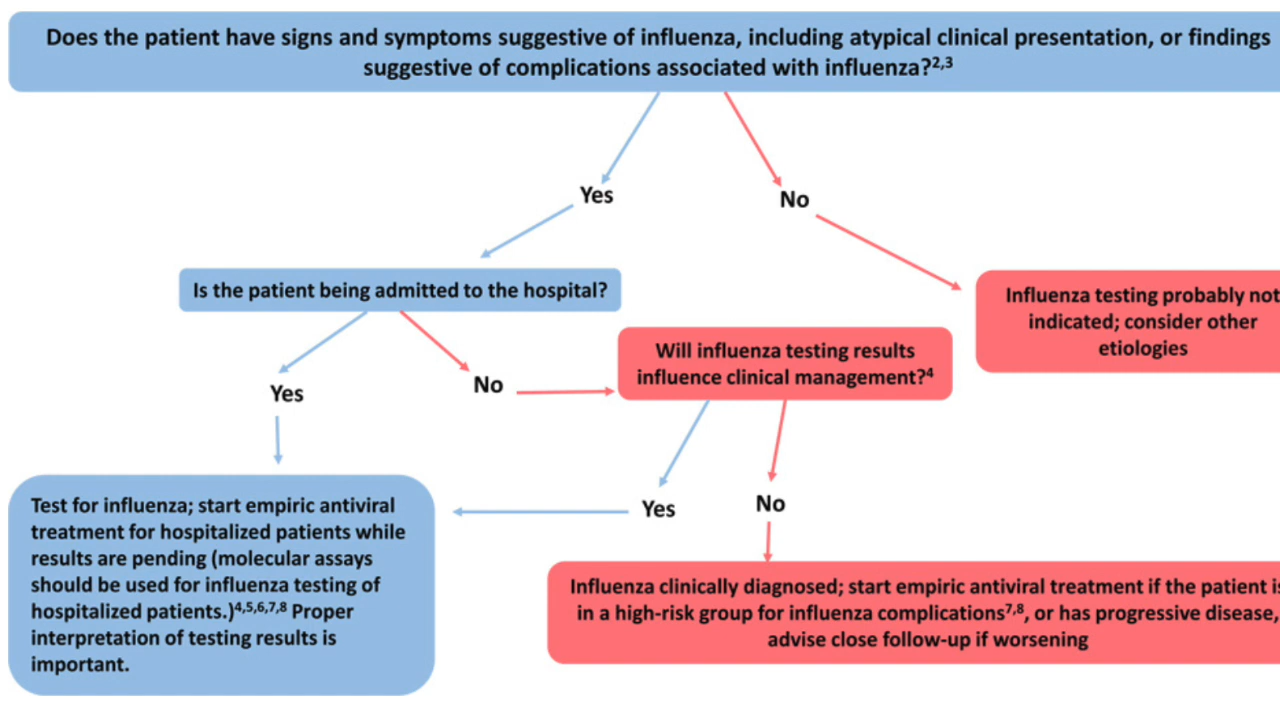 Does the patient have signs and symptoms suggestive of influenza, including atypical clinical presentation, or findings
suggestive of complications associated with influenza?2,3
Yes
No
Is the patient being admitted to the hospital?
Influenza testing probably not
indicated; consider other
etiologies
Will influenza testing results
influence clinical management?4
Yes
No
Yes
No
Test for influenza; start empiric antiviral
treatment for hospitalized patients while
results are pending (molecular assays
should be used for influenza testing of
hospitalized patients.)4,5,6,7,8 Proper
interpretation of testing results is
important.
Influenza clinically diagnosed; start empiric antiviral treatment if the patient is
in a high-risk group for influenza complications7,8, or has progressive disease,
advise close follow-up if worsening